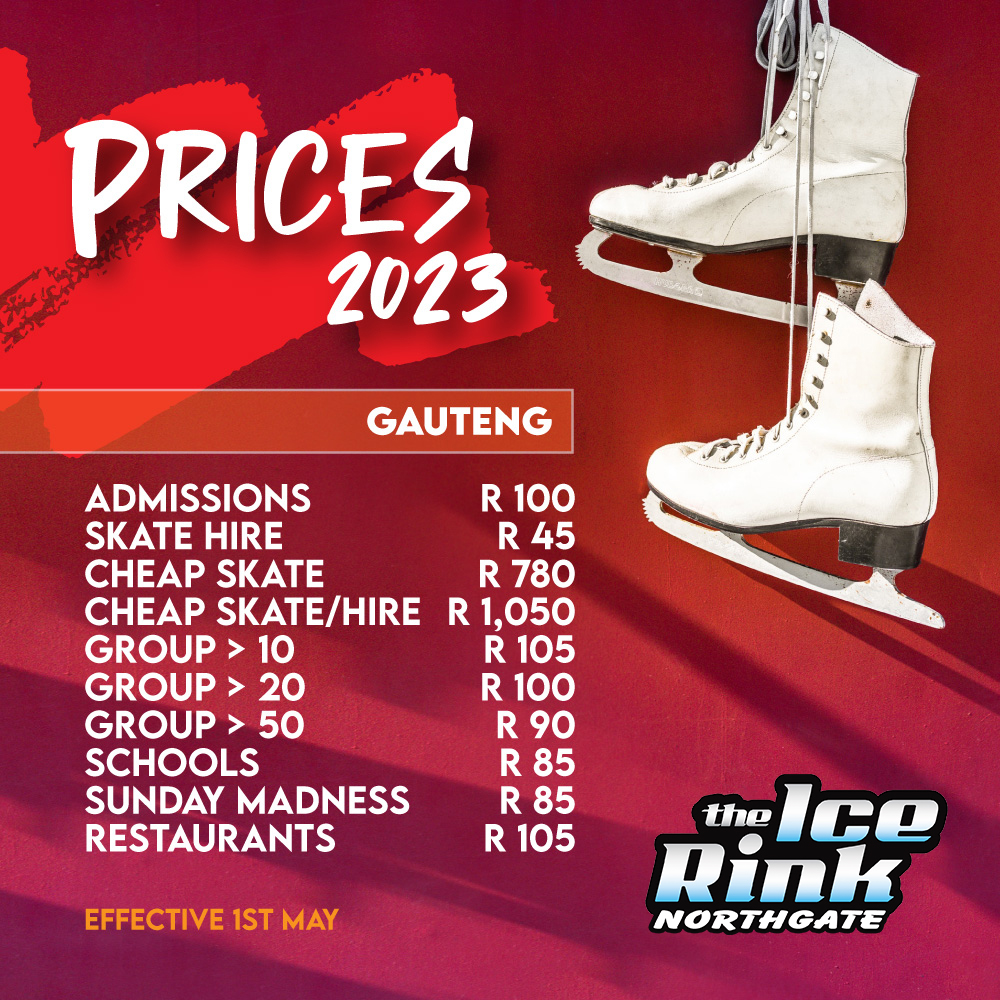 PRICES
2023
GAUTENG
ADMISSIONS R 100
SKATE HIRE R 45
CHEAP SKATE R 780
CHEAP SKATE/HIRE R 1,050
GROUP > 10 R 105
GROUP > 20 R 100
GROUP > 50 R 90
SCHOOLS R 85
SUNDAY MADNESS R 85
RESTAURANTS R 105
EFFECTIVE 1ST MAY
the Ice
Rink
NORTHGATE